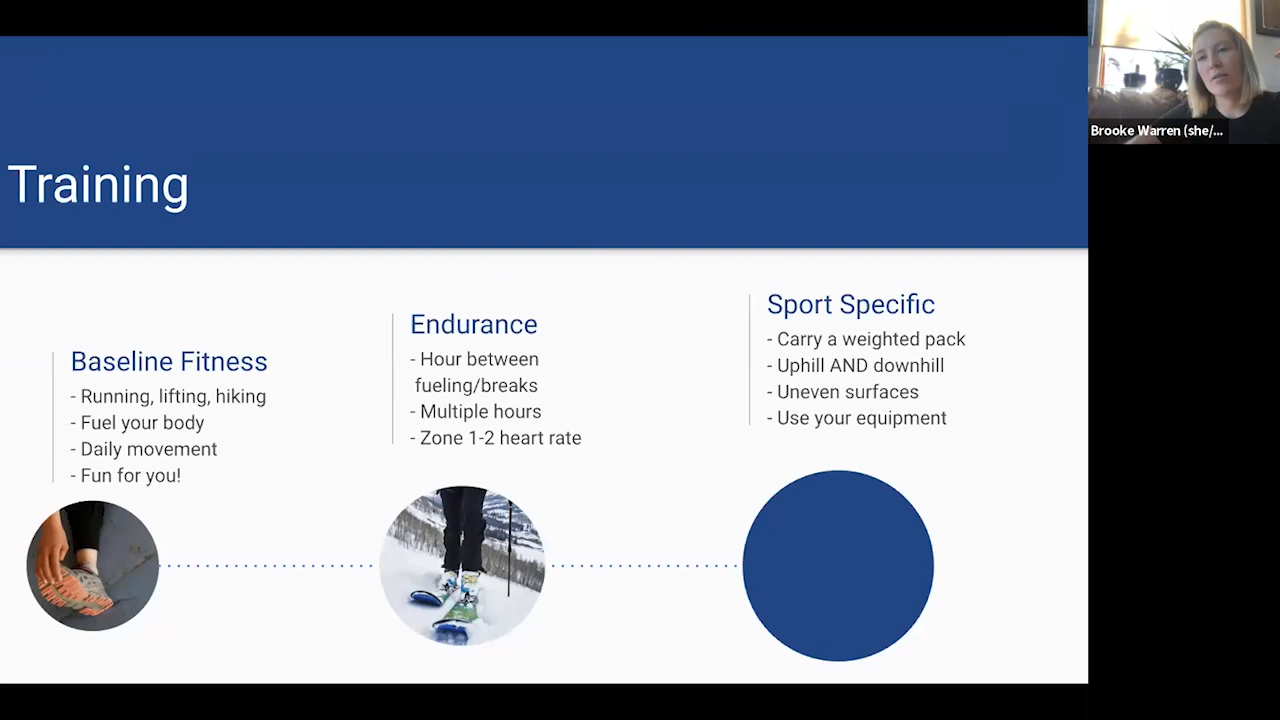 Brooke Warren (she/...
Training
Baseline Fitness
- Running, lifting, hiking
- Fuel your body
- Daily movement
- Fun for you!
Endurance
- Hour between
fueling/breaks
- Multiple hours
- Zone 1-2 heart rate
Sport Specific
- Carry a weighted pack
- Uphill AND downhill
- Uneven surfaces
- Use your equipment